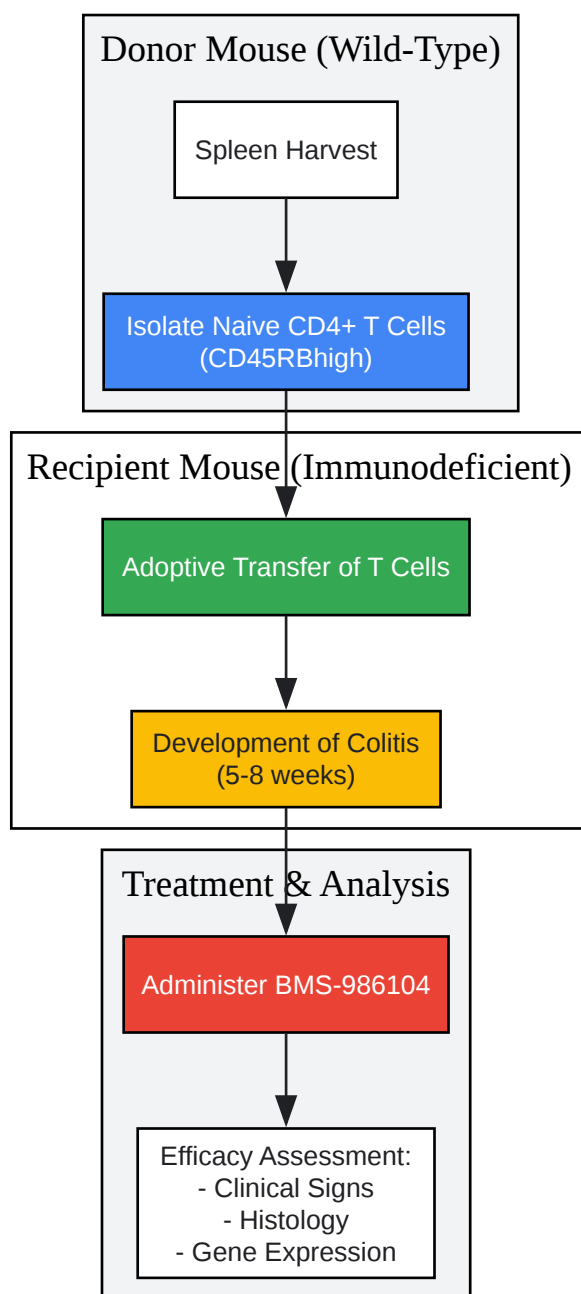 Donor Mouse (Wild-Type)
Spleen Harvest
Isolate Naive CD4+ T Cells
(CD45RBhigh)
Recipient Mouse (Immunodeficient)
Adoptive Transfer of T Cells
Development of Colitis
(5-8 weeks)
Treatment & Analysis
Administer BMS-986104
Efficacy Assessment:
- Clinical Signs
- Histology
- Gene Expression